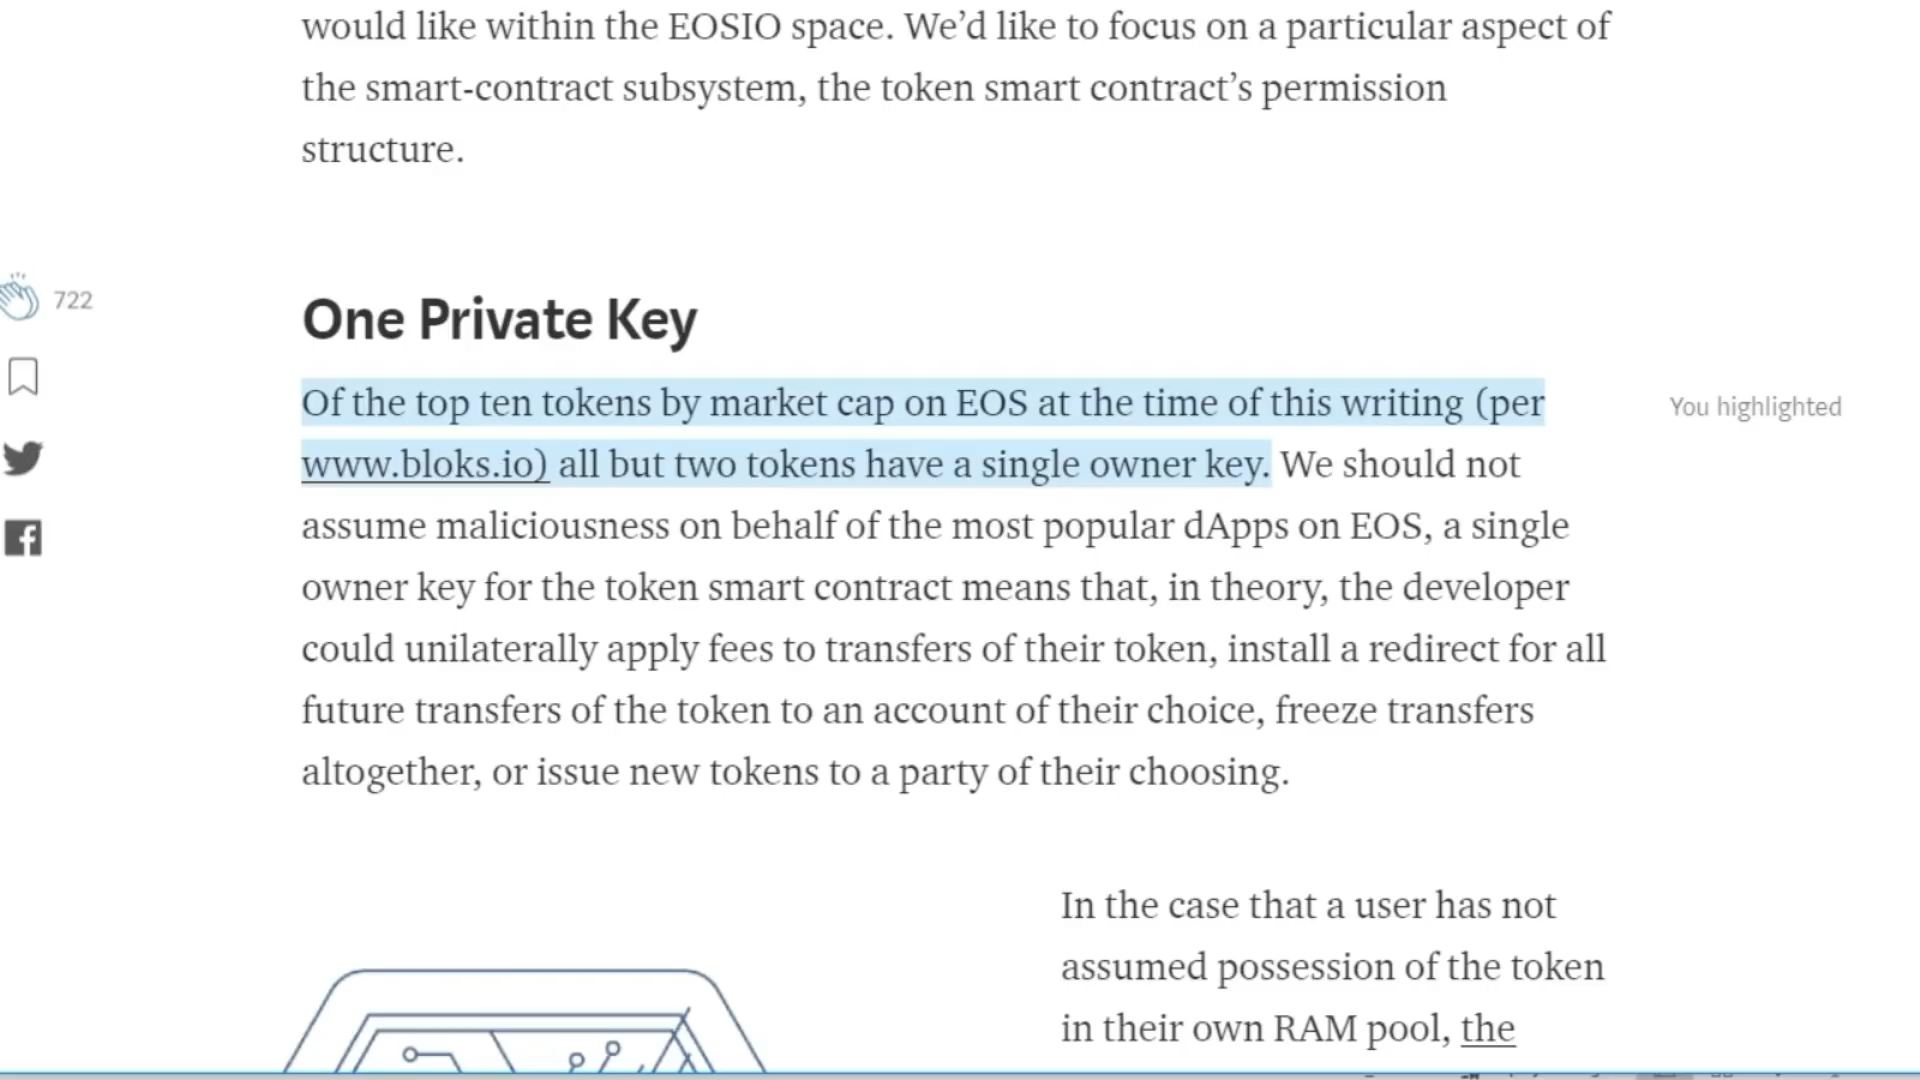 would like within the EOSIO space. We’d like to focus on a particular aspect of
the smart-contract subsystem, the token smart contract’s permission
structure.
722
One Private Key
Of the top ten tokens by market cap on EOS at the time of this writing (per
You highlighted
www.bloks.io) all but two tokens have a single owner key. We should not
assume maliciousness on behalf of the most popular dApps on EOS, a single
owner key for the token smart contract means that, in theory, the developer
could unilaterally apply fees to transfers of their token, install a redirect for all
future transfers of the token to an account of their choice, freeze transfers
altogether, or issue new tokens to a party of their choosing.
In the case that a user has not
assumed possession of the token
in their own RAM pool, the